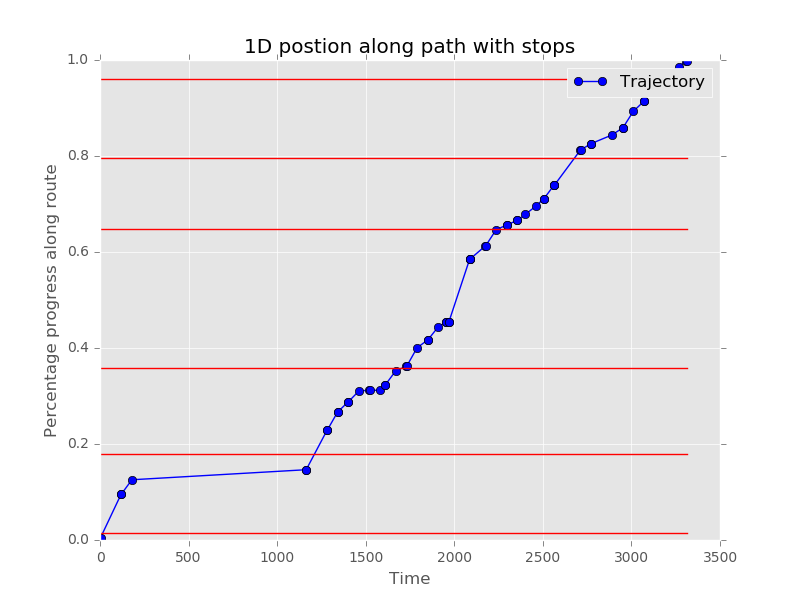 1D postion along path with stops
Trajectory
Percentage progress along route
1.0
0.8
0.6
0.4
0.2
0.0
0 500 1000 1500 2000 2500 3000 3500
Time